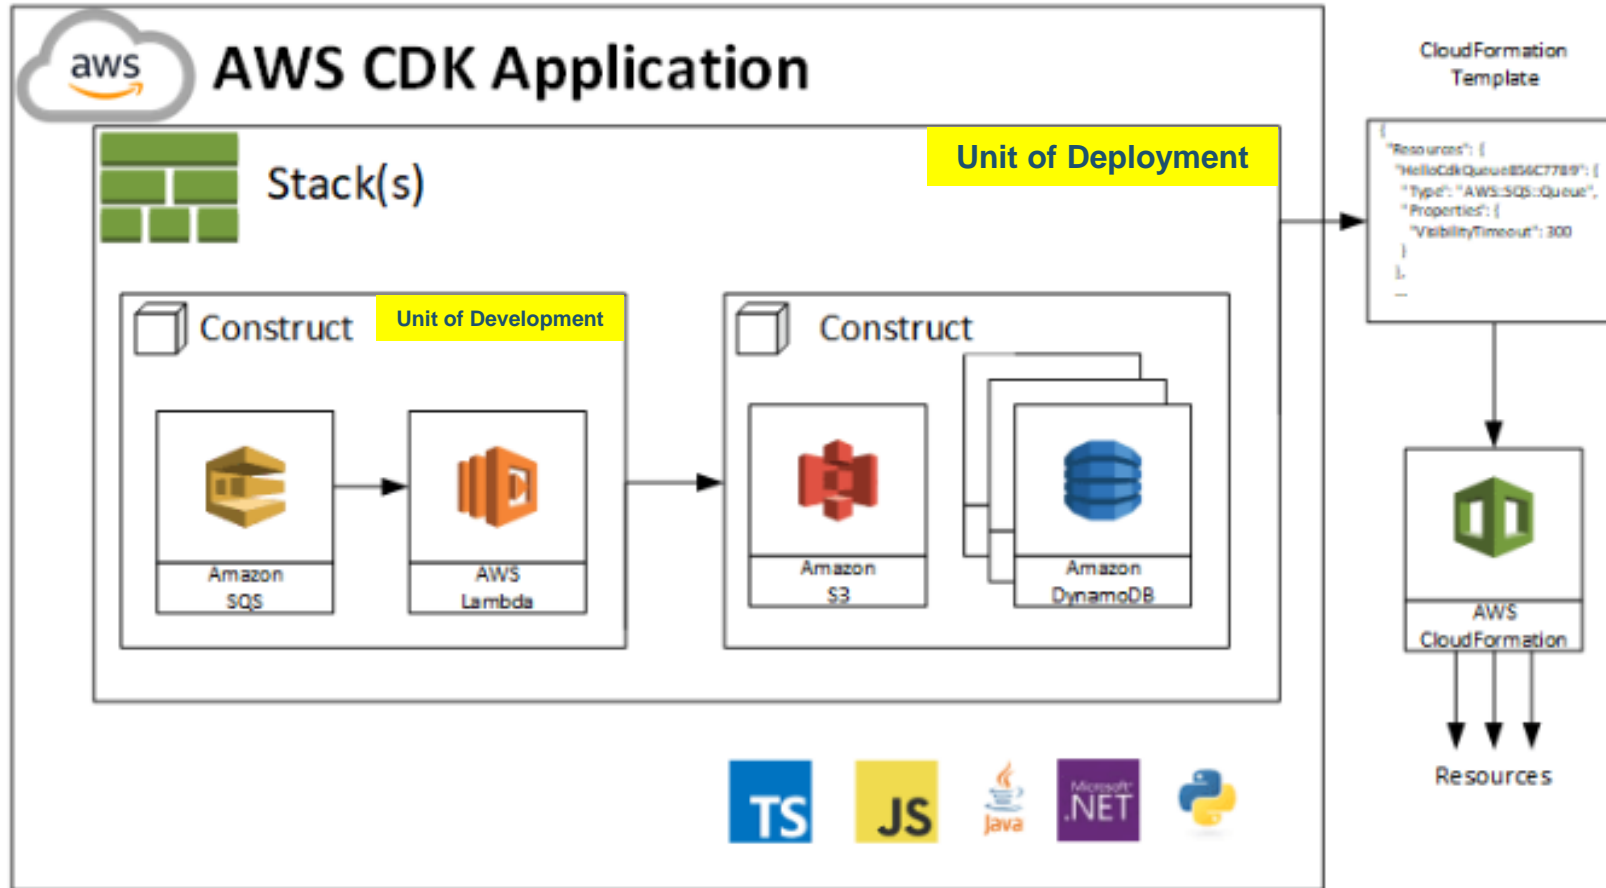 aws
AWS CDK Application
Stack(s)
Unit of Deployment
Construct
Unit of Development
Amazon
SQS
AWS
Lambda
Construct
Amazon
S3
Amazon
DynamoDB
TS
JS
Java
Microsoft
.NET
CloudFormation
Template
{
"Resources": {
"HelloCdkQueueB56C77B9": {
"Type": "AWS::SQS::Queue",
"Properties": {
"VisibilityTimeout": 300
}
},
...
AWS
CloudFormation
Resources